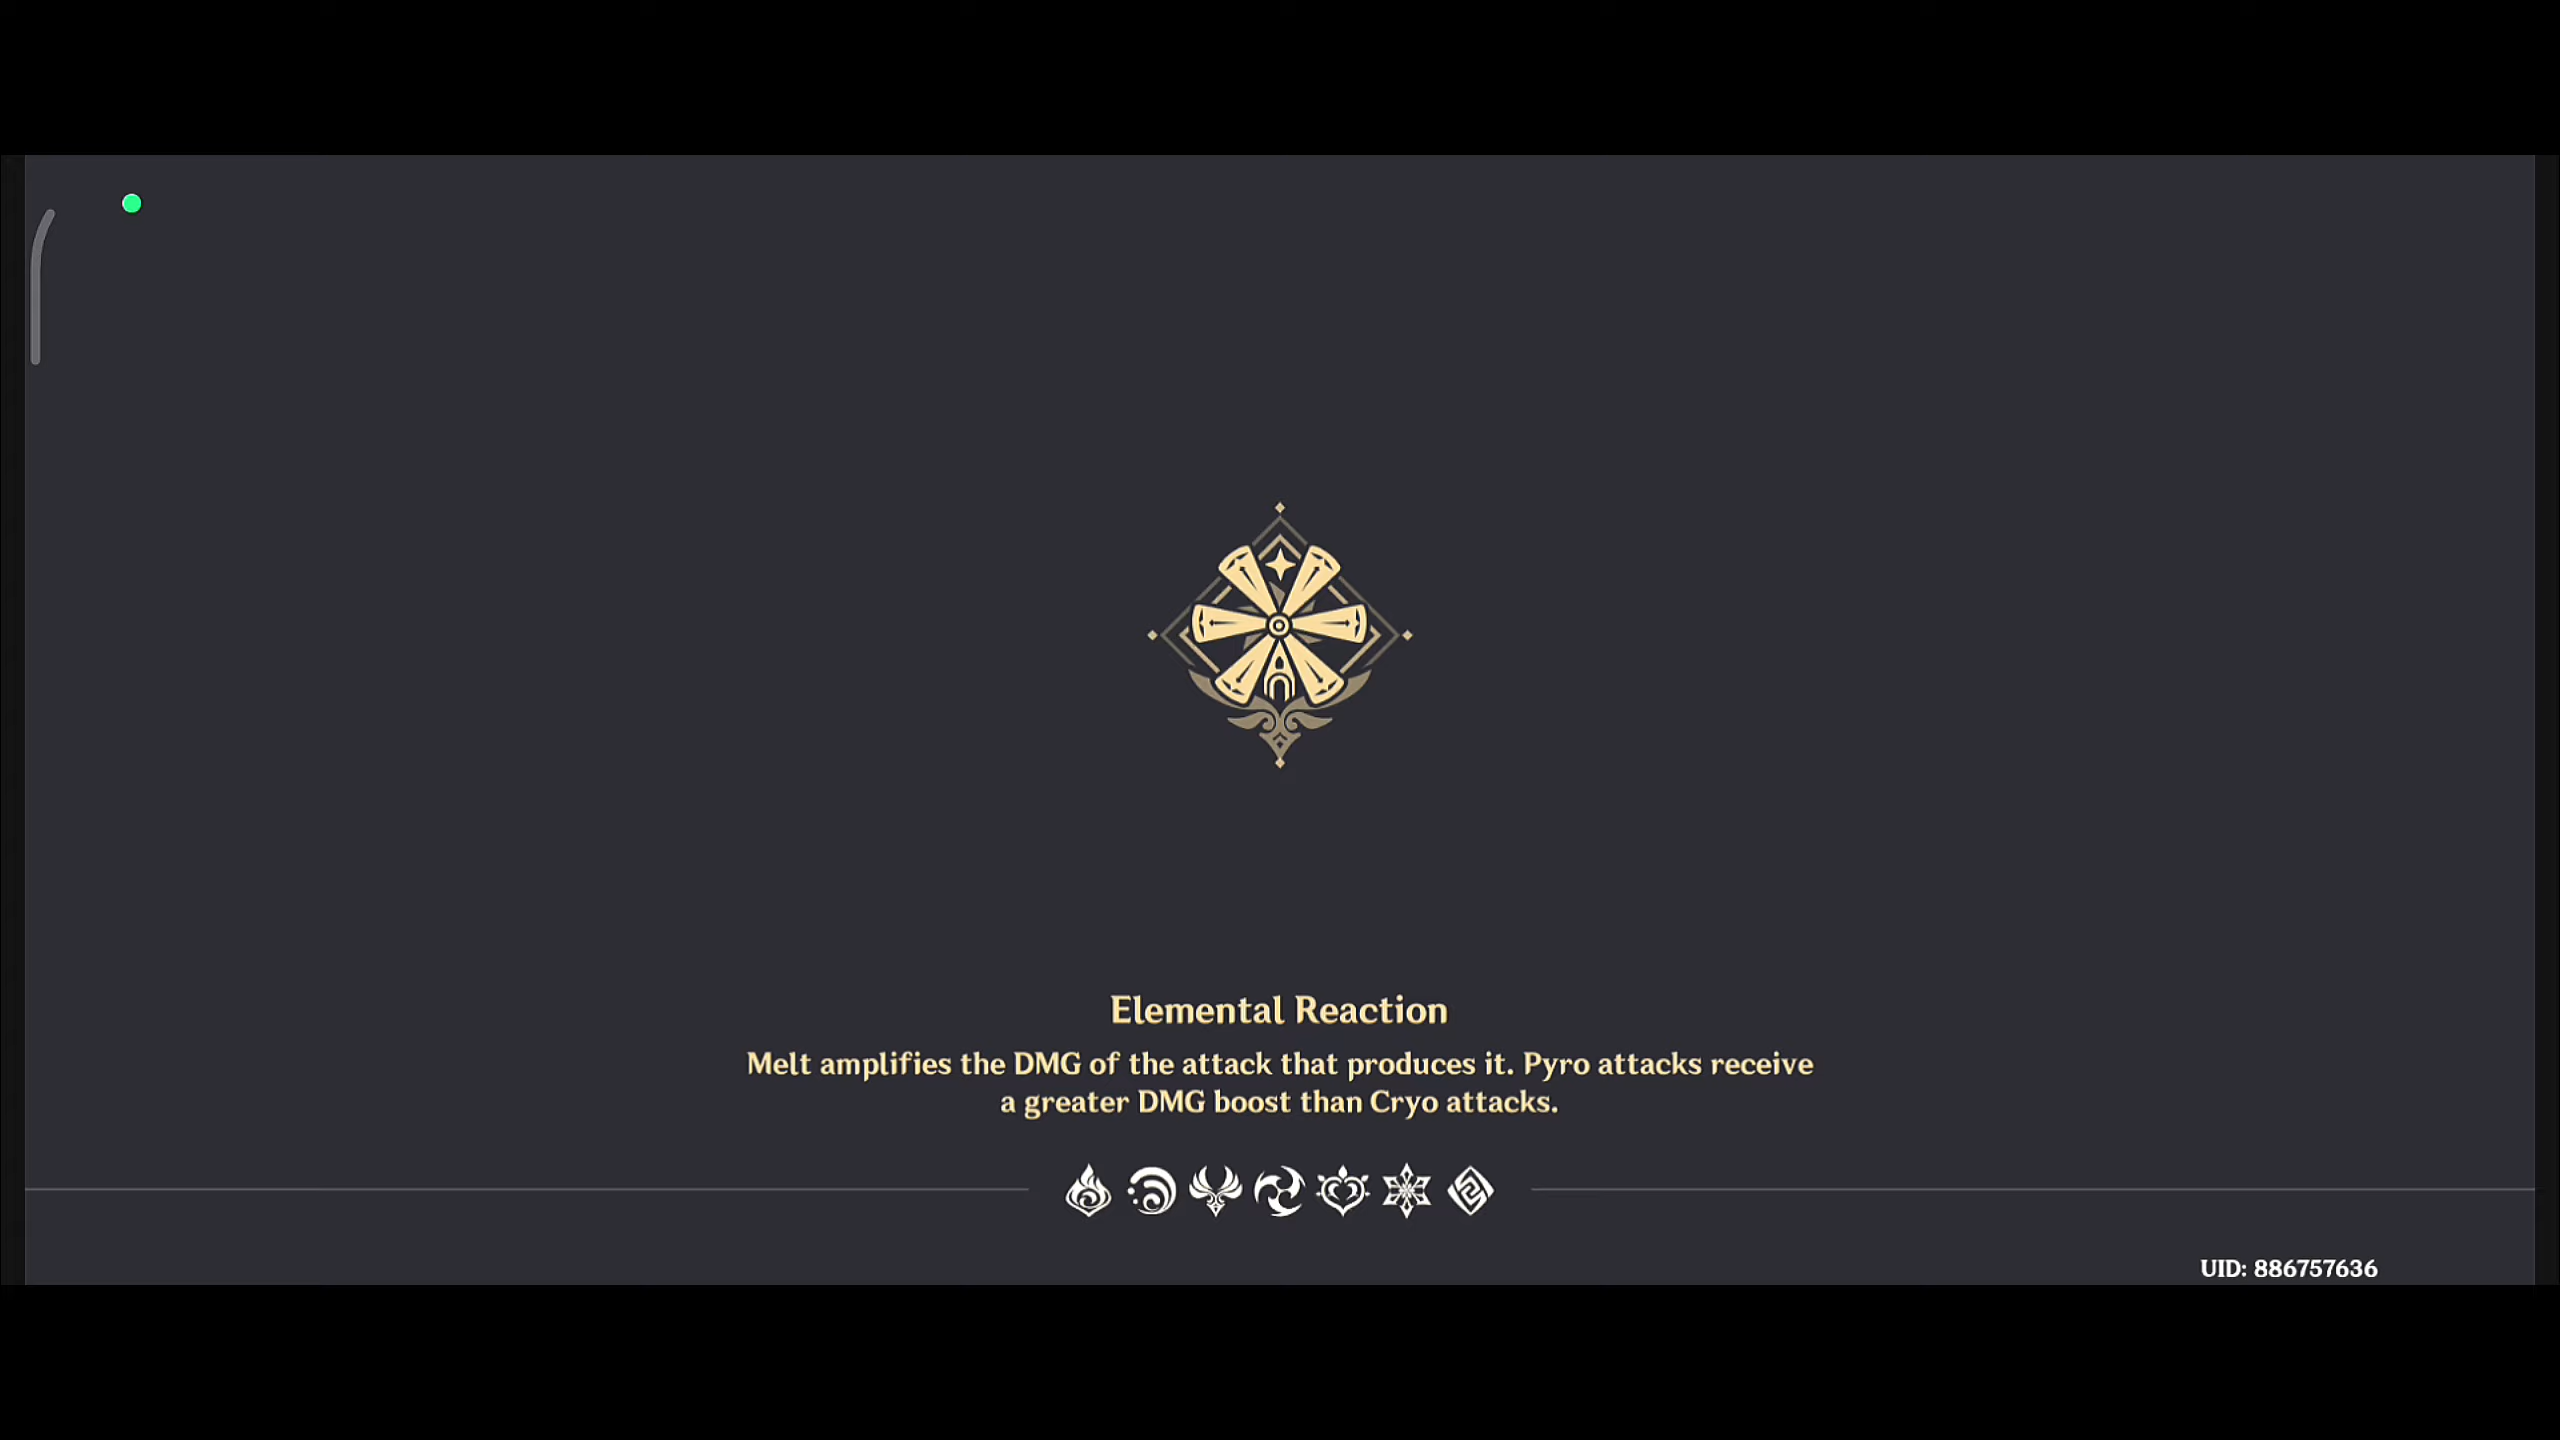 Elemental Reaction
Melt amplifies the DMG of the attack that produces it. Pyro attacks receive
a greater DMG boost than Cryo attacks.
UID: 886757636